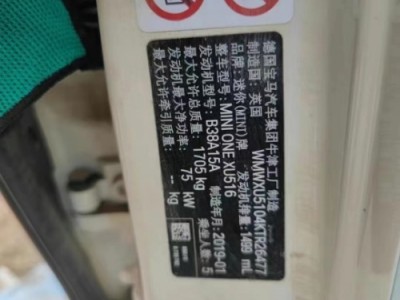 德国宝马汽车集团牛津工厂制造
制造国：英国 WMWXU5104KTR26477
品牌：迷你(MINI)牌 发动机排量：1499 mL
整车型号：MINI ONE XU516
发动机型号：B38A15A 制造年月：2019-01
最大允许总质量：1705 kg 乘坐人数：5
发动机最大净功率：75 kW
最大允许牵引质量：-- kg